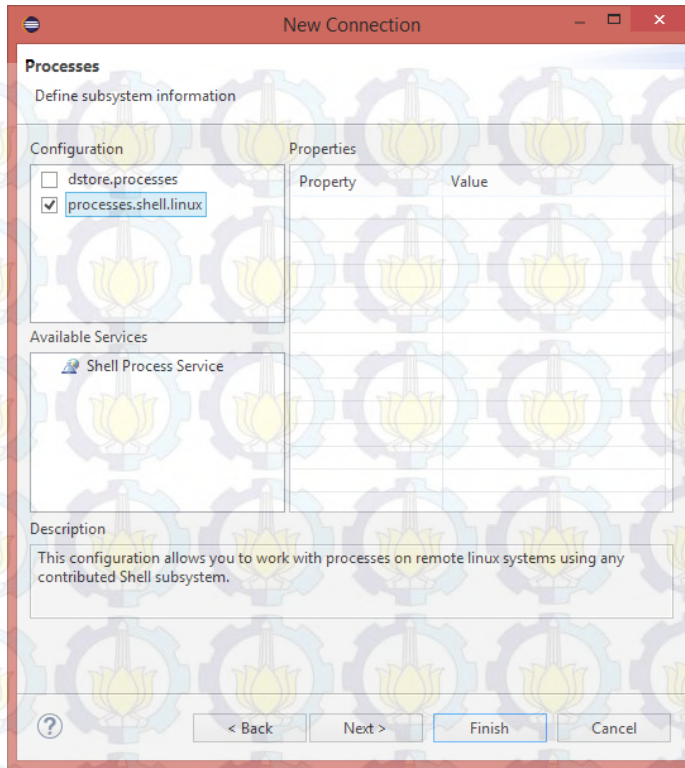 New Connection
Processes
Define subsystem information
Configuration
dstore.processes
processes.shell.linux
Properties
Property Value
Available Services
Shell Process Service
Description
This configuration allows you to work with processes on remote linux systems using any
contributed Shell subsystem.
? < Back Next > Finish Cancel